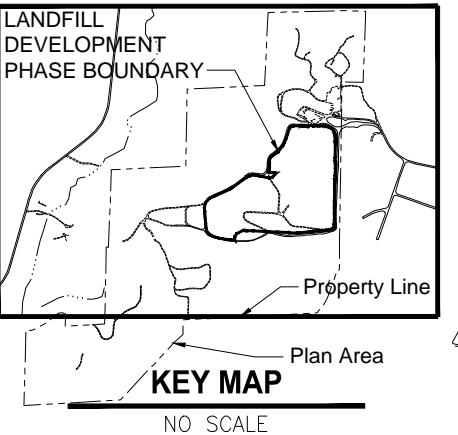 LANDFILL
DEVELOPMENT
PHASE BOUNDARY
Property Line
Plan Area
KEY MAP
NO SCALE